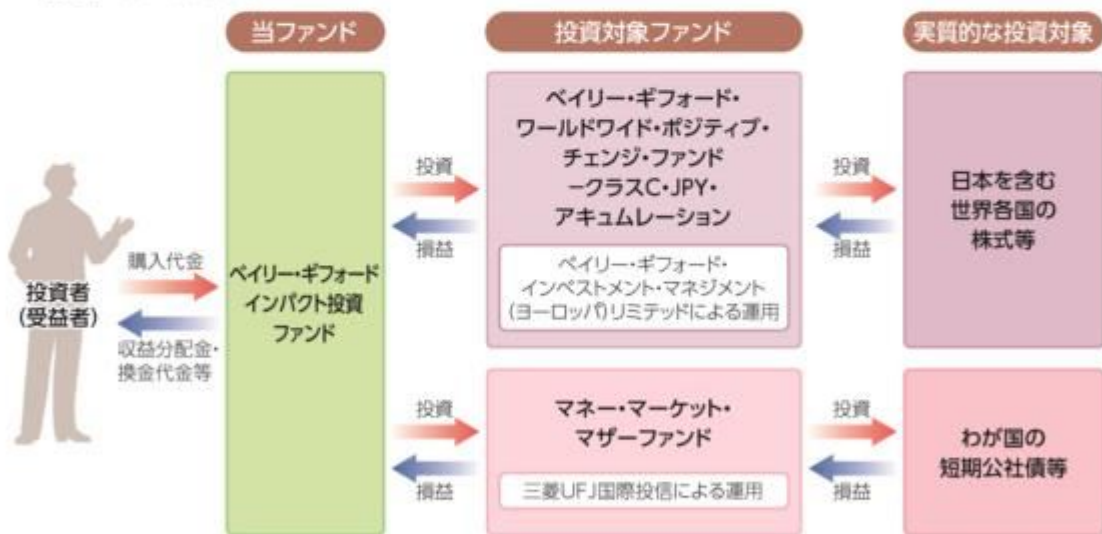 当ファンド
投資対象ファンド
実質的な投資対象
投資者
(受益者)
購入代金
収益分配金・
換金代金等
ベイリー・ギフォード
インパクト投資
ファンド
投資
損益
ベイリー・ギフォード・
ワールドワイド・ポジティブ・
チェンジ・ファンド
－クラスC・JPY・
アキュムレーション
ベイリー・ギフォード・
インベストメント・マネジメント
(ヨーロッパ)リミテッドによる運用
投資
損益
日本を含む
世界各国の
株式等
投資
損益
マネー・マーケット・
マザーファンド
三菱UFJ国際投信による運用
投資
損益
わが国の
短期公社債等